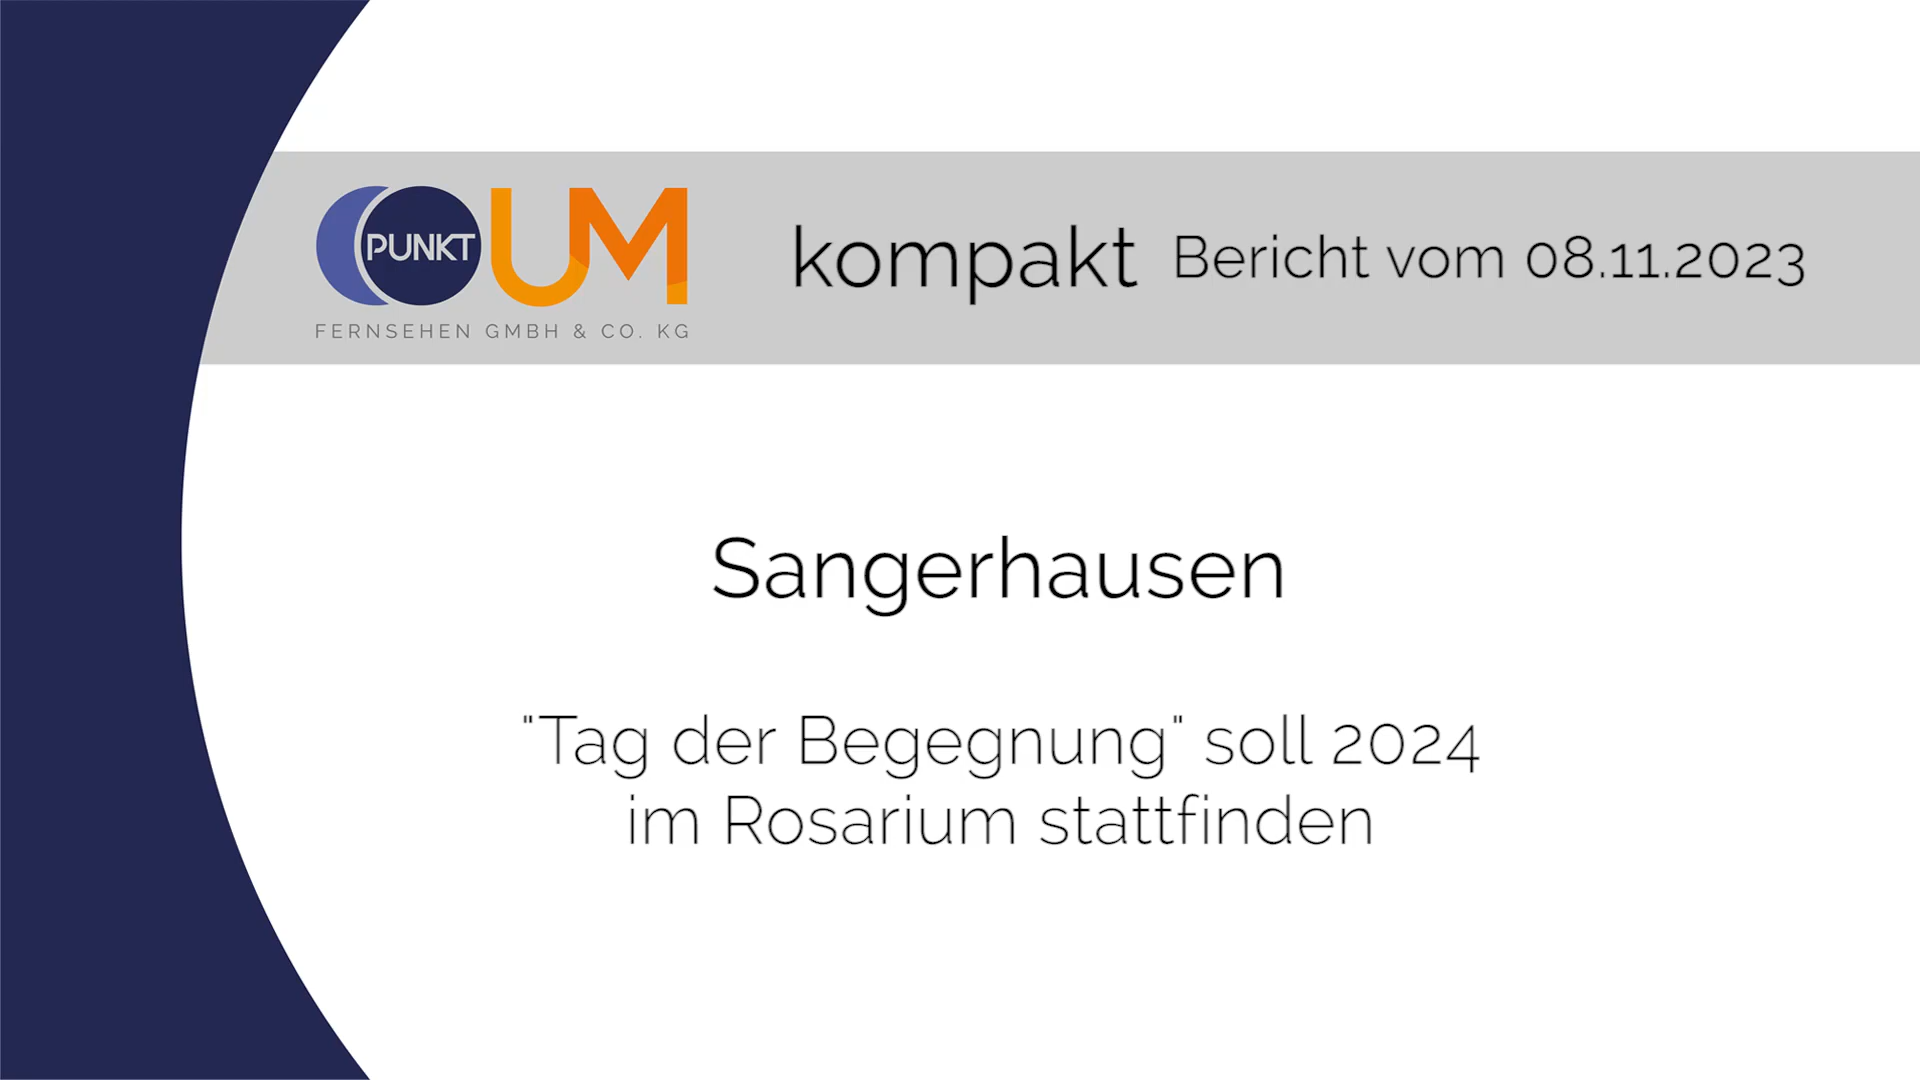 PUNKT UM
FERNSEHEN GMBH & CO. KG
kompakt Bericht vom 08.11.2023
Sangerhausen
"Tag der Begegnung" soll 2024
im Rosarium stattfinden